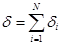 δ = ∑_{i=1}^{N} δ_i